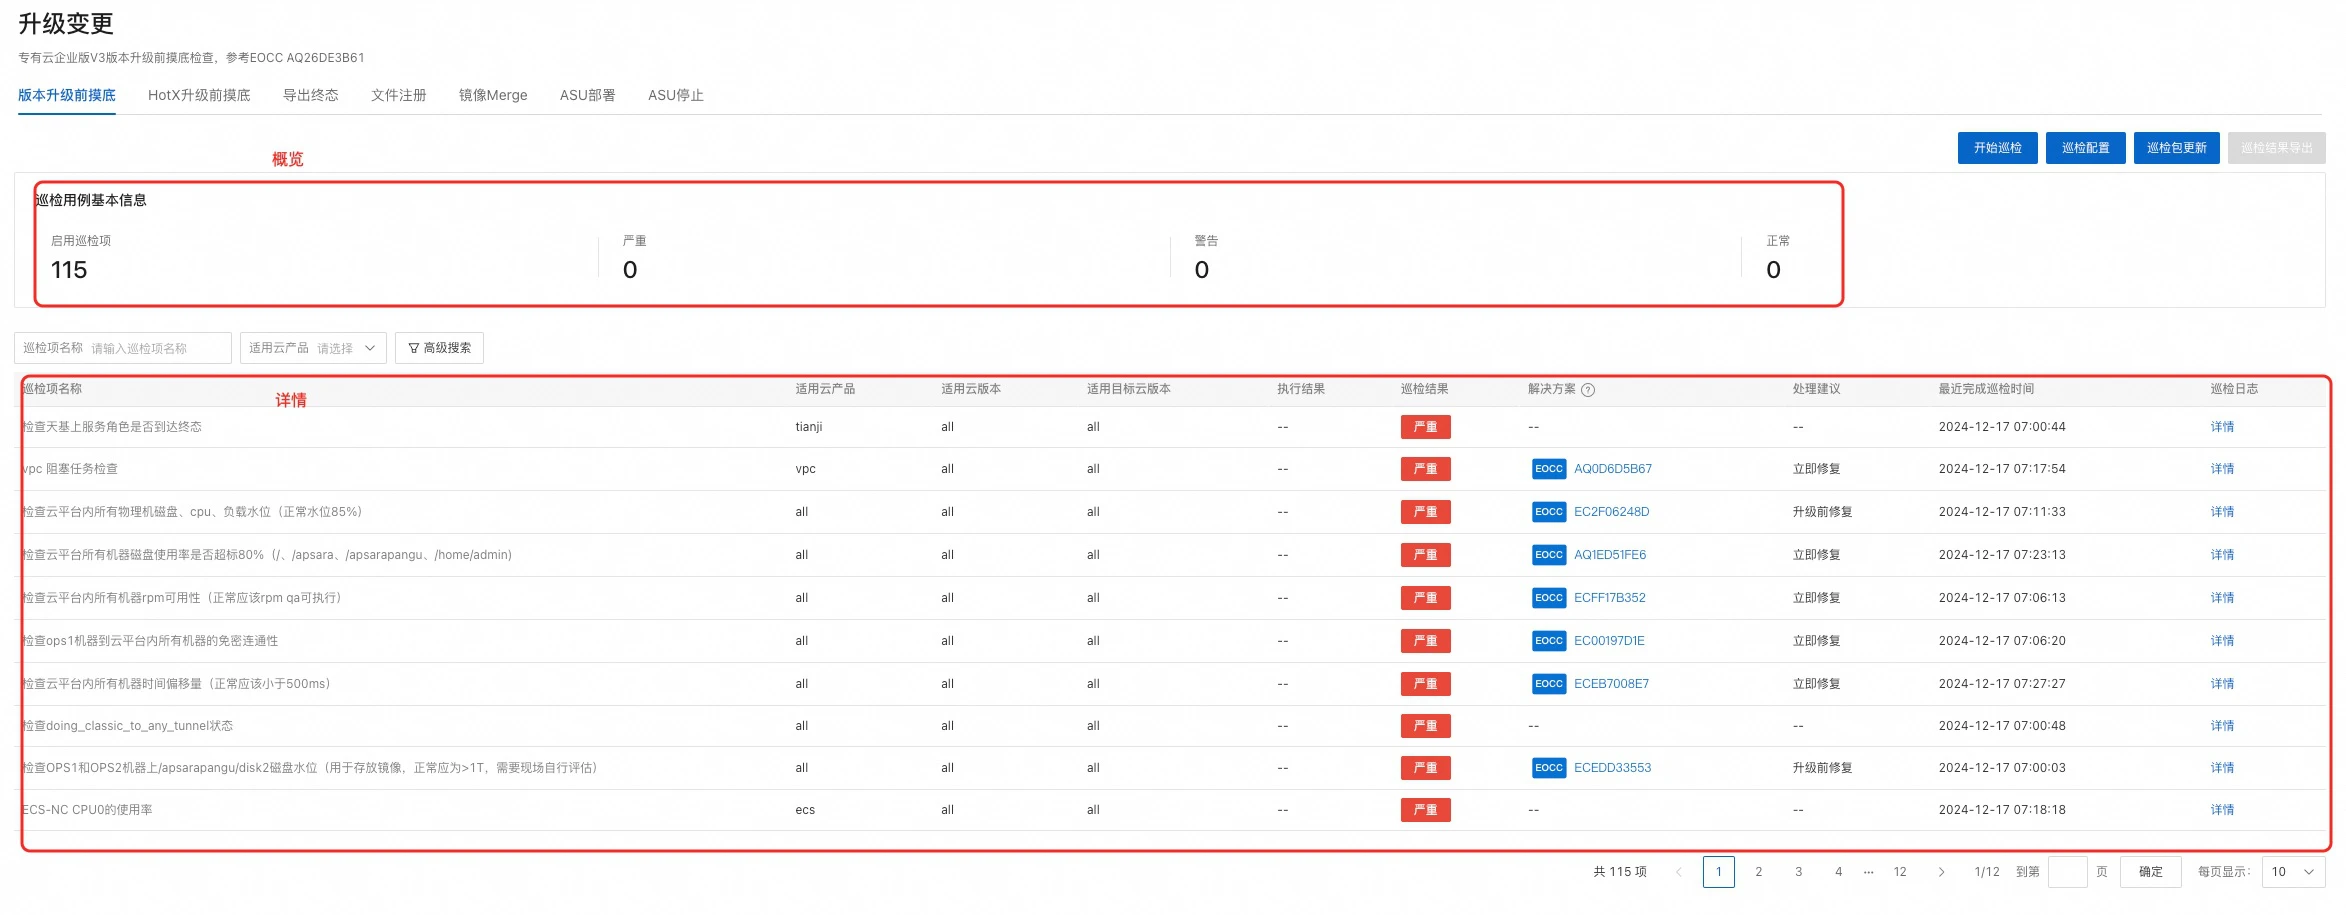 升级变更
专有云企业版V3版本升级前摸底检查，参考EOCC AQ26DE3B61
版本升级前摸底 HotX升级前摸底 导出终态 文件注册 镜像Merge ASU部署 ASU停止
开始巡检 巡检配置 巡检包更新 巡检结果导出
概览
巡检用例基本信息
启用巡检项 严重 警告 正常
115 0 0 0
巡检项名称 请输入巡检项名称 适用云产品 请选择 高级搜索
巡检项名称 适用云产品 适用云版本 适用目标云版本 执行结果 巡检结果 解决方案 ? 处理建议 最近完成巡检时间 巡检日志
详情
检查天基上服务角色是否到达终态 tianji all all -- 严重 -- -- 2024-12-17 07:00:44 详情
vpc 阻塞任务检查 vpc all all -- 严重 EOCC AQ0D6D5B67 立即修复 2024-12-17 07:17:54 详情
检查云平台内所有物理机磁盘、cpu、负载水位（正常水位85%） all all all -- 严重 EOCC EC2F06248D 升级前修复 2024-12-17 07:11:33 详情
检查云平台所有机器磁盘使用率是否超标80%（/、/apsara、/apsarapangu、/home/admin） all all all -- 严重 EOCC AQ1ED51FE6 立即修复 2024-12-17 07:23:13 详情
检查云平台内所有机器rpm可用性（正常应该rpm qa可执行） all all all -- 严重 EOCC ECFF17B352 立即修复 2024-12-17 07:06:13 详情
检查ops1机器到云平台内所有机器的免密连通性 all all all -- 严重 EOCC EC00197D1E 立即修复 2024-12-17 07:06:20 详情
检查云平台内所有机器时间偏移量（正常应该小于500ms） all all all -- 严重 EOCC ECEB7008E7 立即修复 2024-12-17 07:27:27 详情
检查doing_classic_to_any_tunnel状态 all all all -- 严重 -- -- 2024-12-17 07:00:48 详情
检查OPS1和OPS2机器上/apsarapangu/disk2磁盘水位（用于存放镜像，正常应为>1T，需要现场自行评估） all all all -- 严重 EOCC ECEDD33553 升级前修复 2024-12-17 07:00:03 详情
ECS-NC CPU0的使用率 ecs all all -- 严重 -- -- 2024-12-17 07:18:18 详情
共 115 项 1 2 3 4 ... 12 1/12 到第 页 确定 每页显示: 10